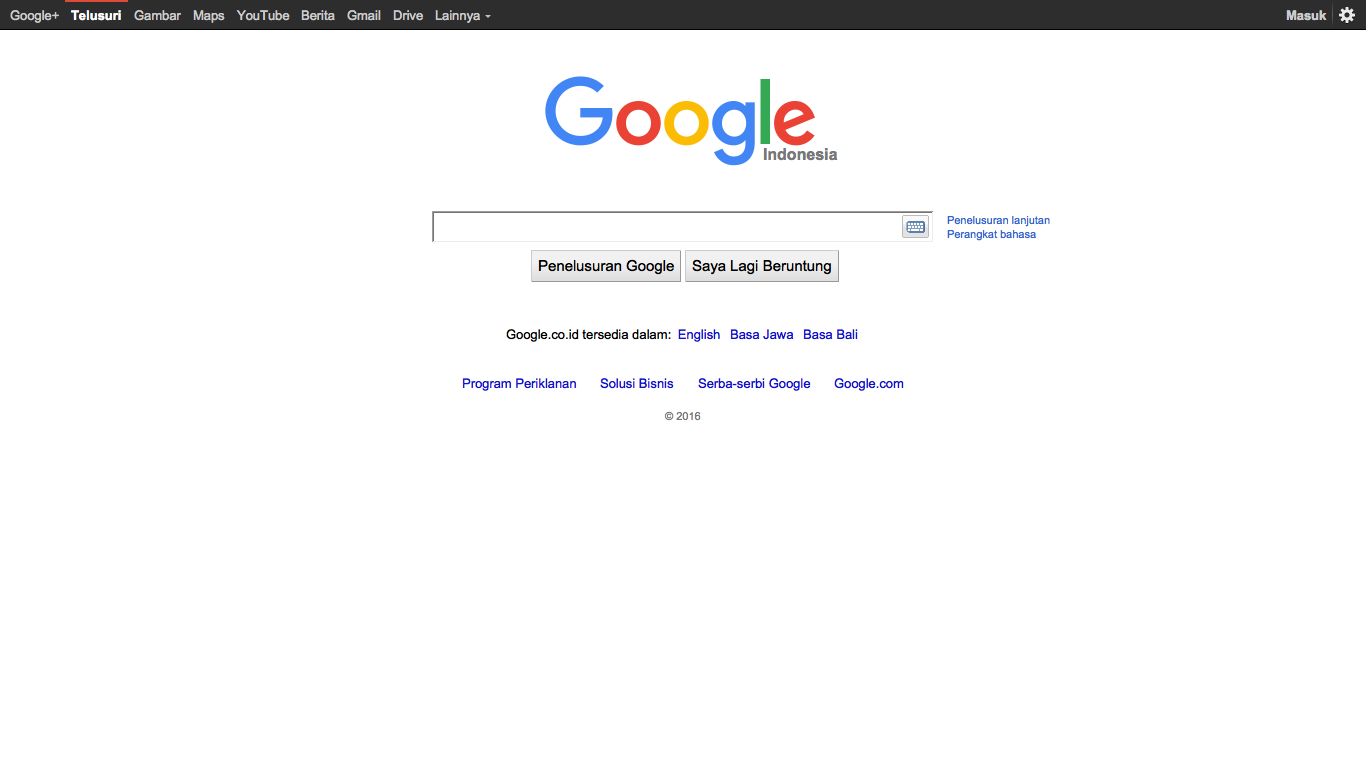 Google+ Telusuri Gambar Maps YouTube Berita Gmail Drive Lainnya Masuk
Google
Indonesia
Penelusuran lanjutan
Perangkat bahasa
Penelusuran Google Saya Lagi Beruntung
Google.co.id tersedia dalam: English Basa Jawa Basa Bali
Program Periklanan Solusi Bisnis Serba-serbi Google Google.com
© 2016